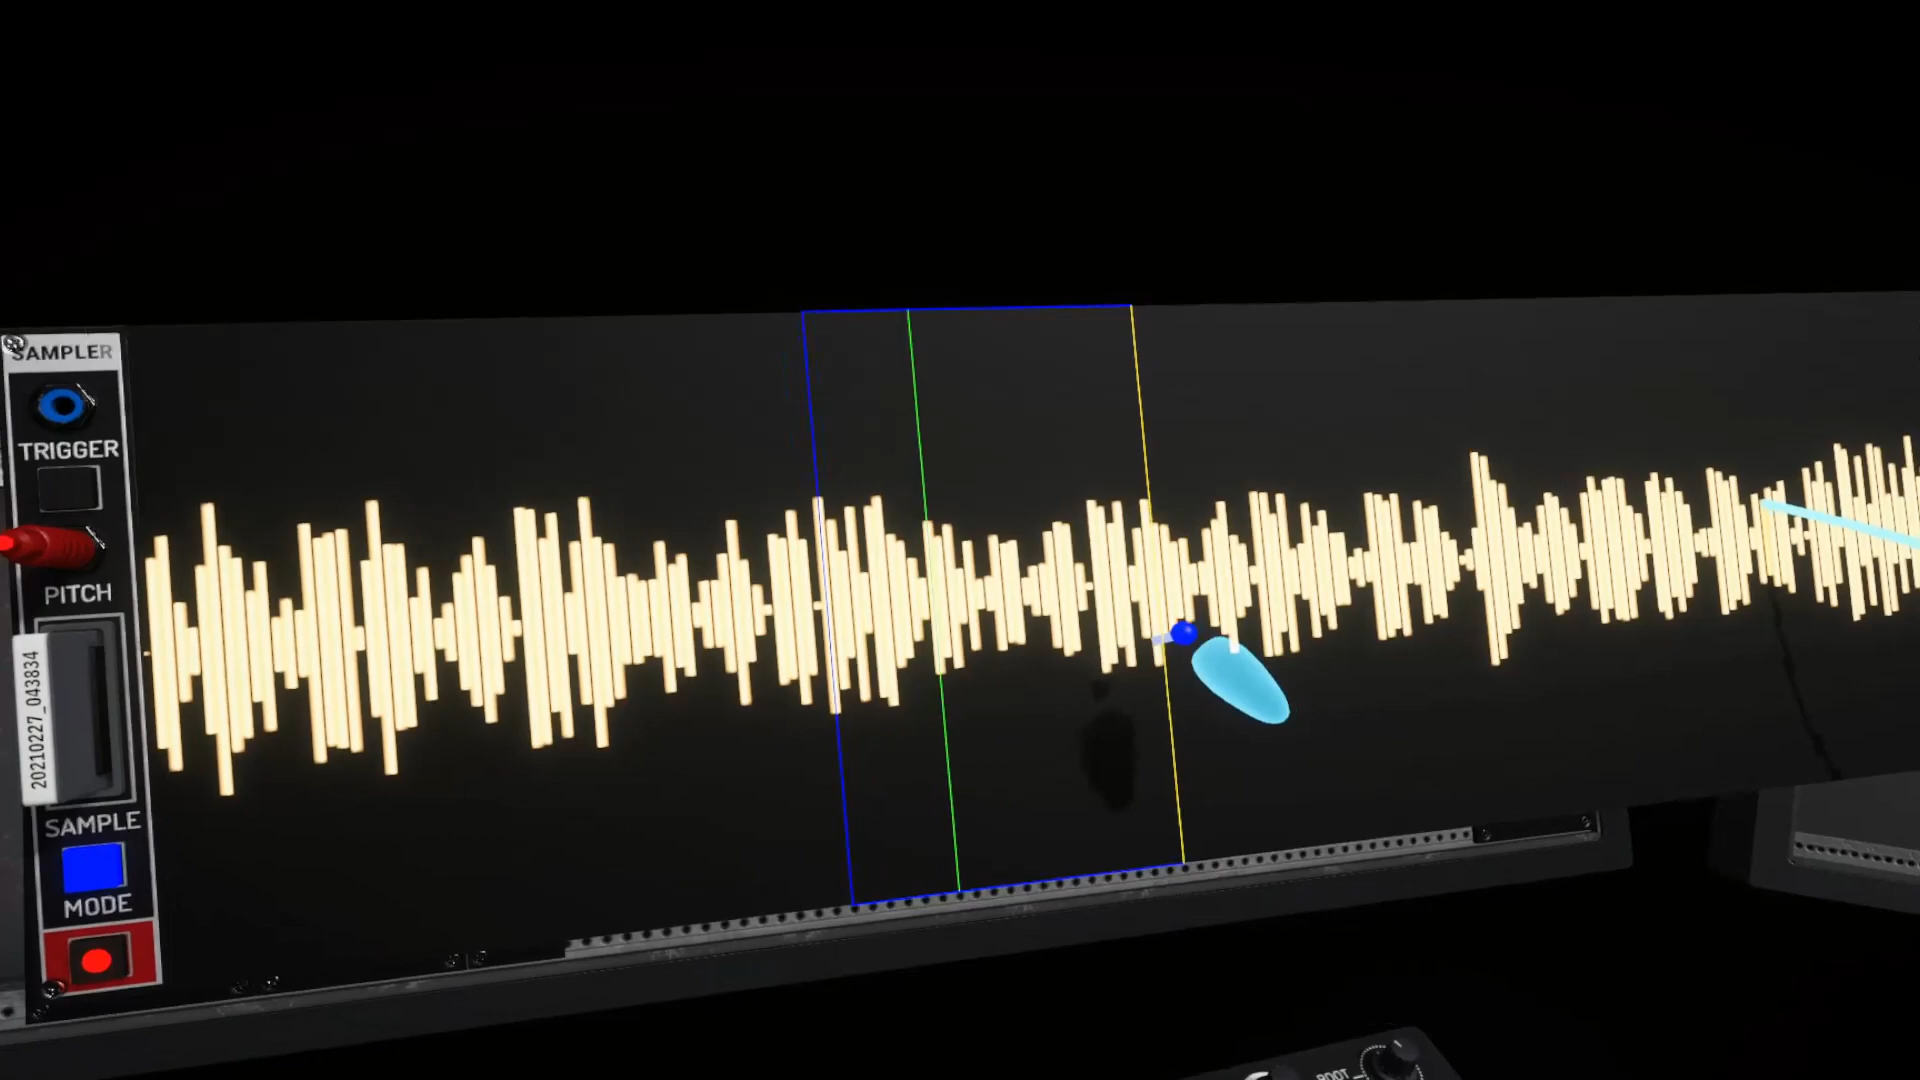 SAMPLER
TRIGGER
PITCH
20210227_043834
SAMPLE
MODE
ROOT